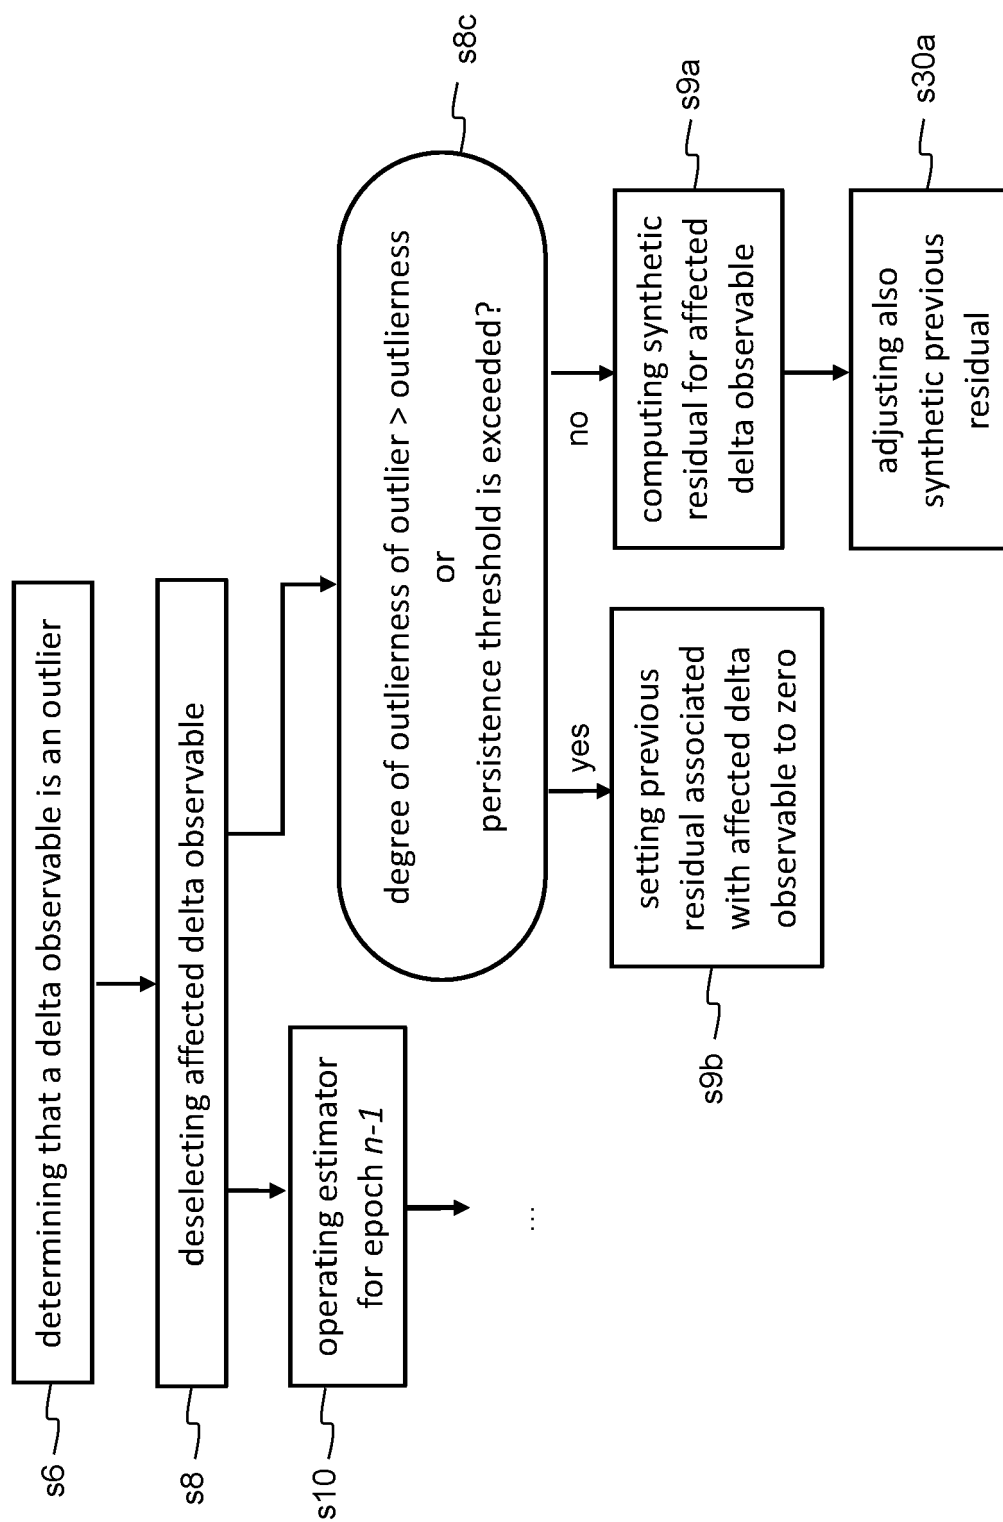 s6
determining that a delta observable is an outlier
s8
deselecting affected delta observable
s10
operating estimator
for epoch n-1
...
degree of outlierness of outlier > outlierness
or
persistence threshold is exceeded?
s8c
yes
no
s9b
setting previous
residual associated
with affected delta
observable to zero
computing synthetic
residual for affected
delta observable
s9a
adjusting also
synthetic previous
residual
s30a